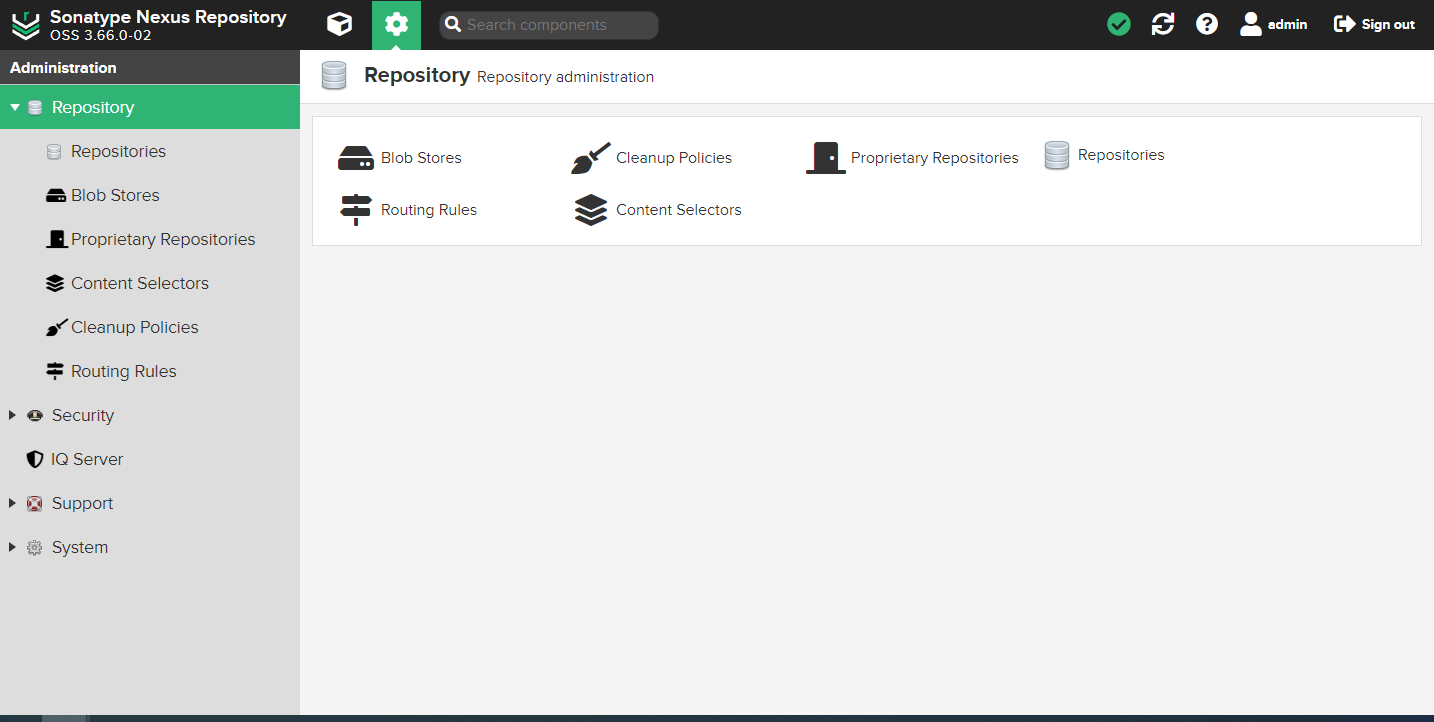 Sonatype Nexus Repository
OSS 3.66.0-02
Search components
admin
Sign out
Administration
Repository
Repositories
Blob Stores
Proprietary Repositories
Content Selectors
Cleanup Policies
Routing Rules
Security
IQ Server
Support
System
Repository Repository administration
Blob Stores Cleanup Policies Proprietary Repositories Repositories
Routing Rules Content Selectors